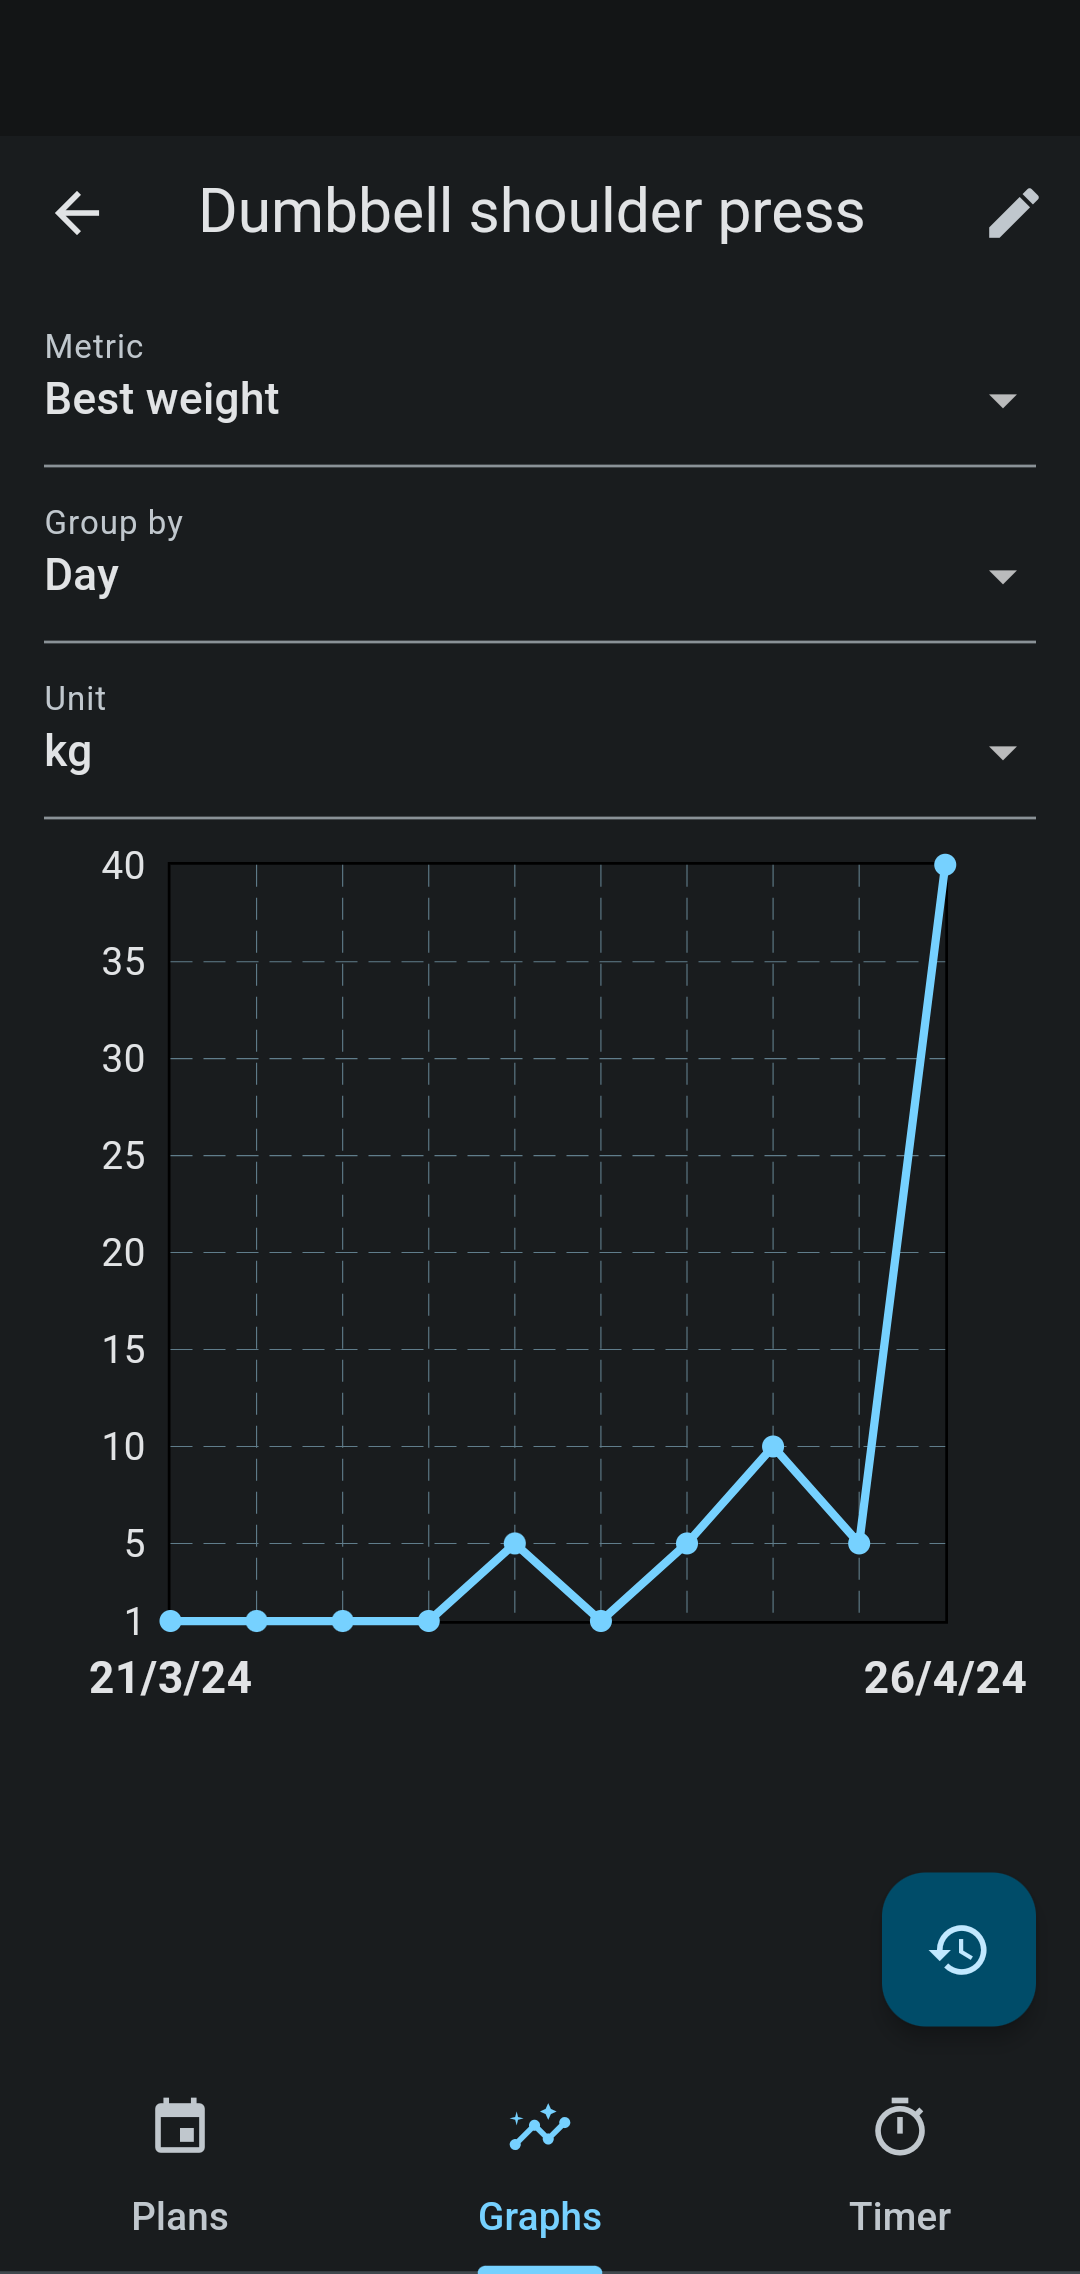 Dumbbell shoulder press
Metric
Best weight
Group by
Day
Unit
kg
40
35
30
25
20
15
10
5
1
21/3/24 26/4/24
Plans Graphs Timer